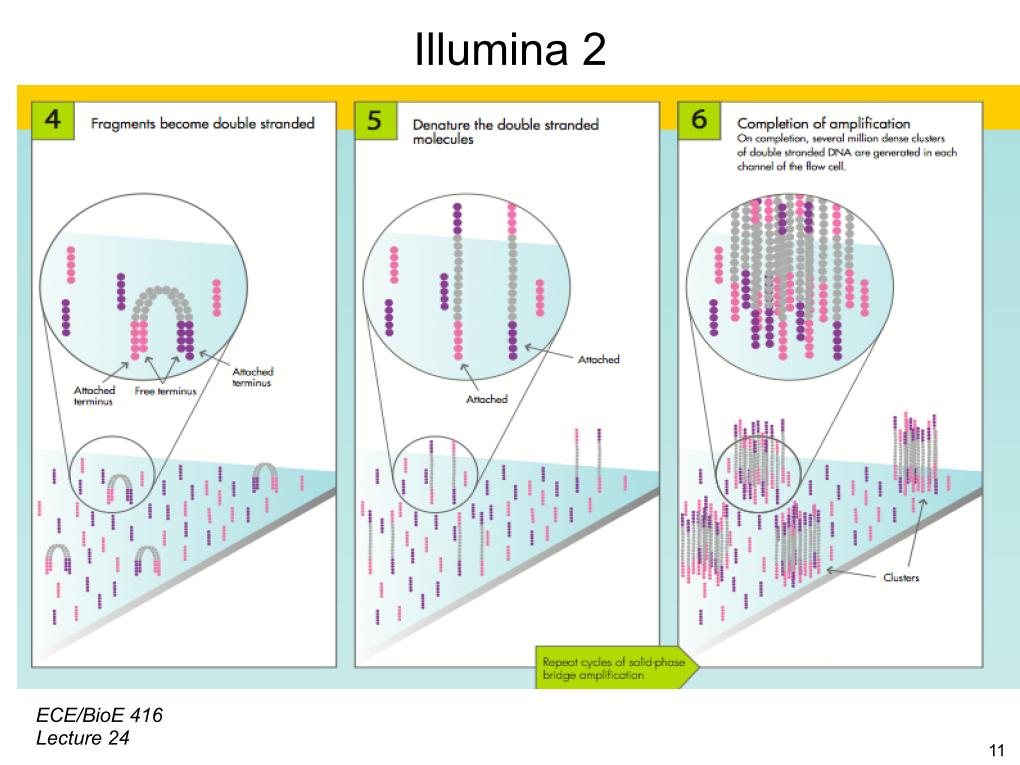 Illumina 2
4
Fragments become double stranded
Attached
terminus
Free terminus
Attached
terminus
5
Denature the double stranded
molecules
Attached
Attached
6
Completion of amplification
On completion, several million dense clusters
of double stranded DNA are generated in each
channel of the flow cell.
Clusters
Repeat cycles of solid-phase
bridge amplification
ECE/BioE 416
Lecture 24
11